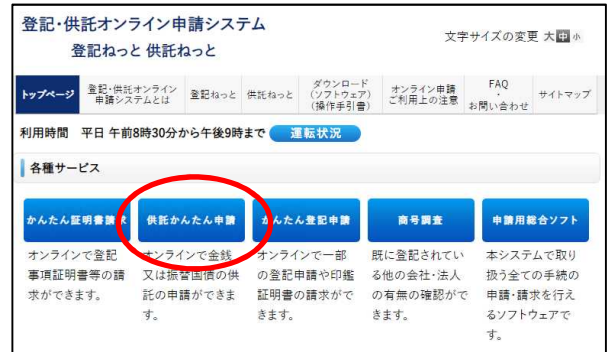 登記・供託オンライン申請システム
登記ねっと 供託ねっと
文字サイズの変更 大 中 小
トップページ
登記・供託オンライン
申請システムとは
登記ねっと
供託ねっと
ダウンロード
(ソフトウェア)
(操作手引書)
オンライン申請
ご利用上の注意
FAQ
・
お問い合わせ
サイトマップ
利用時間 平日 午前8時30分から午後9時まで 運転状況
各種サービス
かんたん証明書請求
オンラインで登記
事項証明書等の請
求ができます。
供託かんたん申請
オンラインで金銭
又は振替国債の供
託の申請ができま
す。
かんたん登記申請
オンラインで一部
の登記申請や印鑑
証明書の請求がで
きます。
商号調査
既に登記されてい
る他の会社・法人
の有無の確認がで
きます。
申請用総合ソフト
本システムで取り
扱う全ての手続の
申請・請求を行え
るソフトウェアで
す。